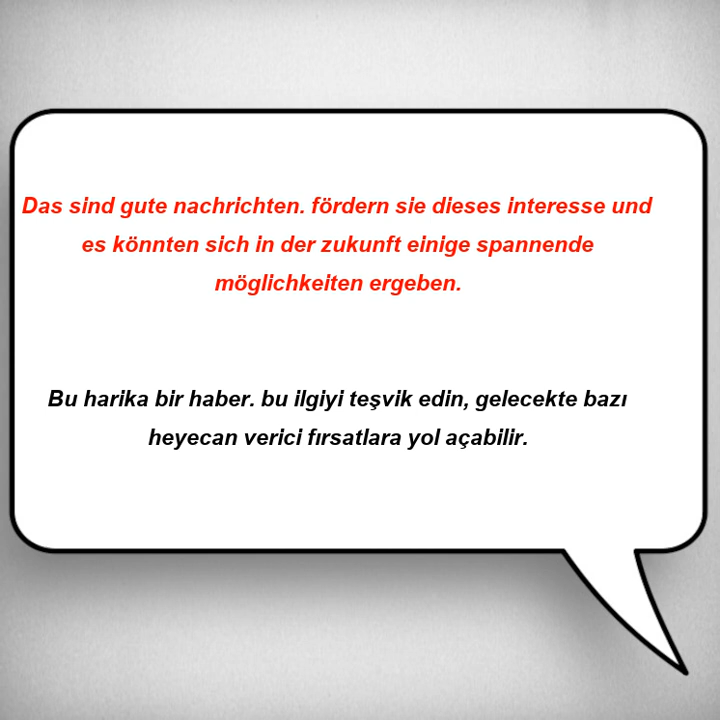 Das sind gute nachrichten. fördern sie dieses interesse und
es könnten sich in der zukunft einige spannende
möglichkeiten ergeben.
Bu harika bir haber. bu ilgiyi teşvik edin, gelecekte bazı
heyecan verici fırsatlara yol açabilir.